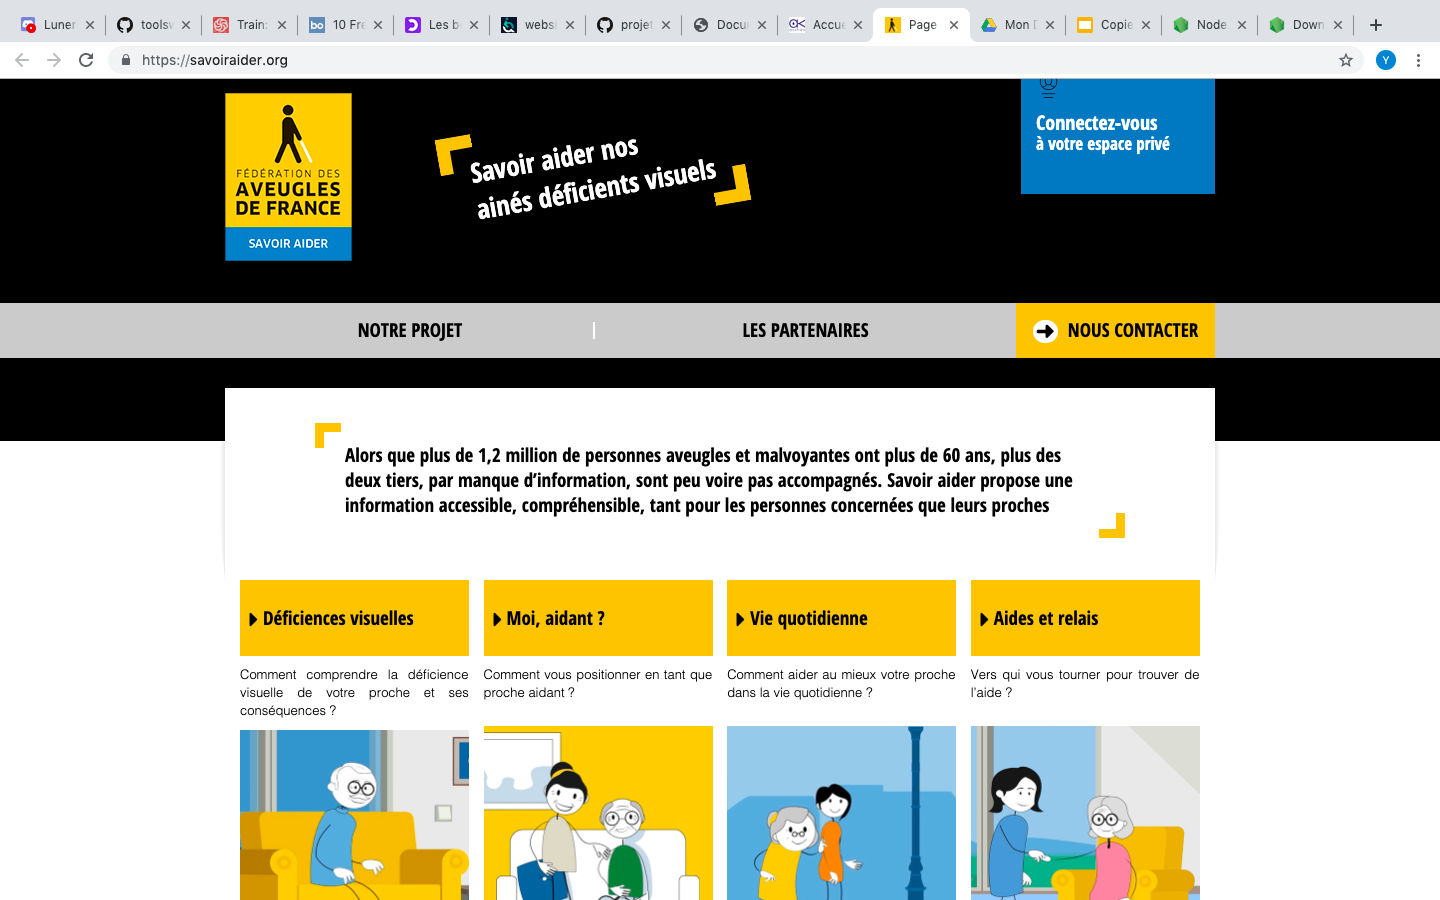 Luner
toolsw
Train:
10 Fre
Les b
websi
projet
Docur
Accue
Page
Mon D
Copie
Node.
Down
https://savoiraider.org
Y
FÉDÉRATION DES
AVEUGLES
DE FRANCE
SAVOIR AIDER
Savoir aider nos
ainés déficients visuels
Connectez-vous
à votre espace privé
NOTRE PROJET
LES PARTENAIRES
NOUS CONTACTER
Alors que plus de 1,2 million de personnes aveugles et malvoyantes ont plus de 60 ans, plus des
deux tiers, par manque d’information, sont peu voire pas accompagnés. Savoir aider propose une
information accessible, compréhensible, tant pour les personnes concernées que leurs proches
Déficiences visuelles
Comment comprendre la déficience
visuelle de votre proche et ses
conséquences ?
Moi, aidant ?
Comment vous positionner en tant que
proche aidant ?
Vie quotidienne
Comment aider au mieux votre proche
dans la vie quotidienne ?
Aides et relais
Vers qui vous tourner pour trouver de
l'aide ?